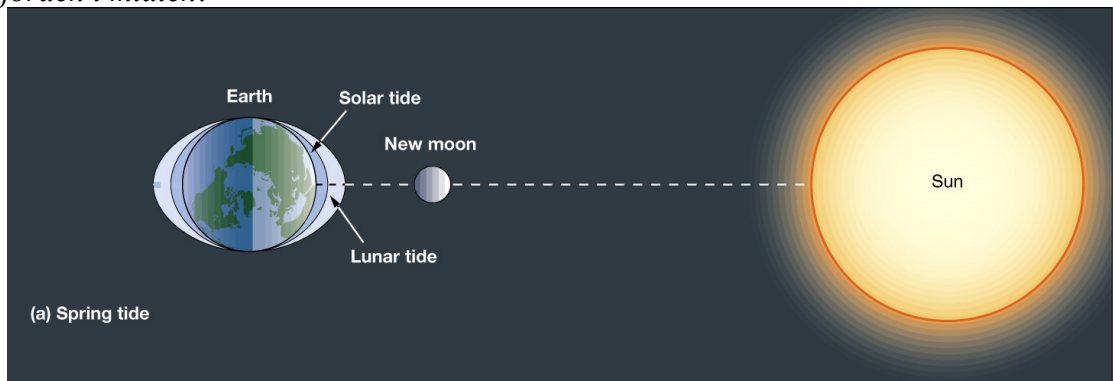 Earth
Solar tide
New moon
Sun
Lunar tide
(a) Spring tide